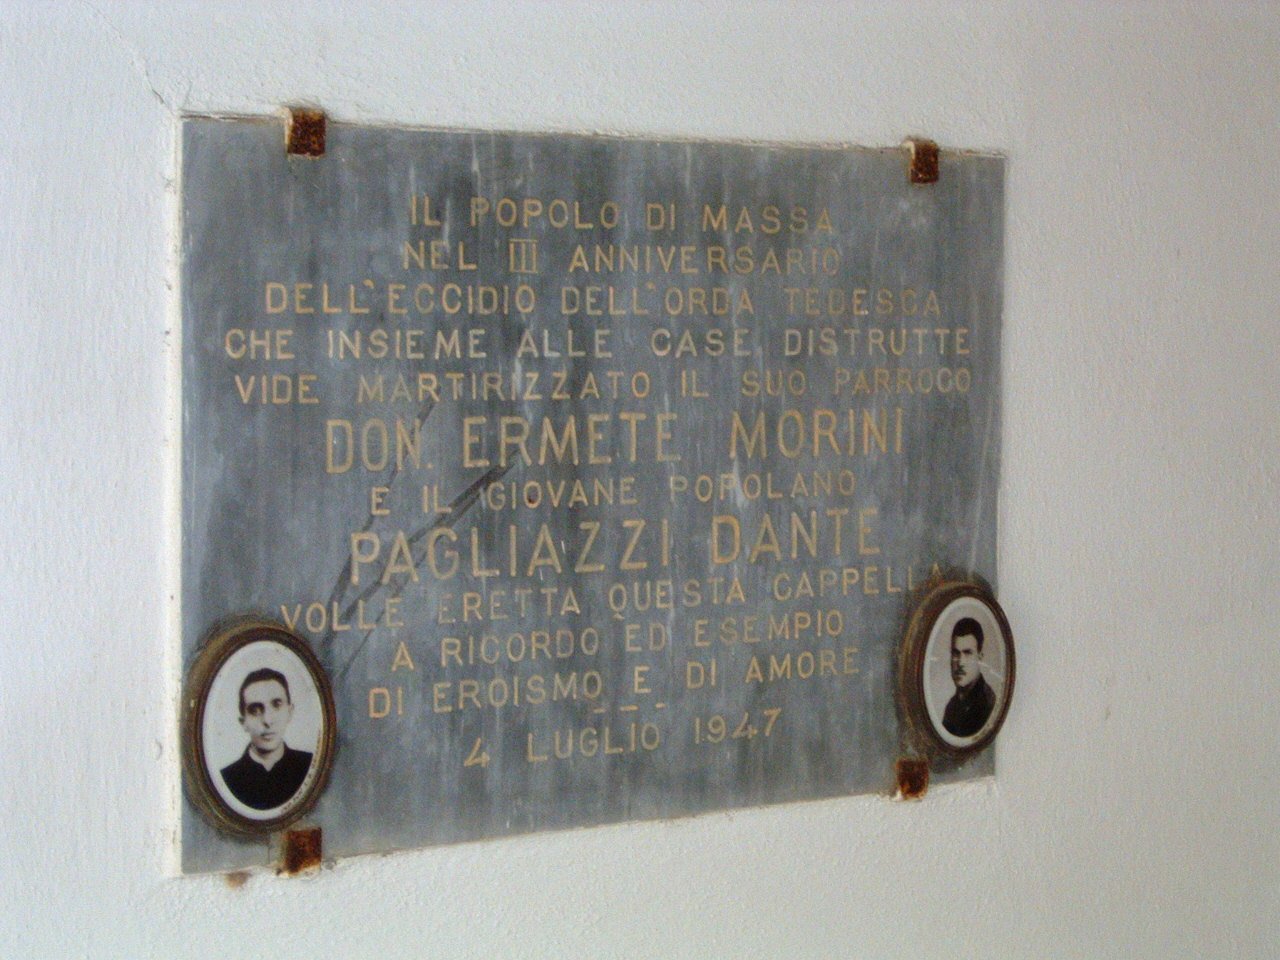 IL POPOLO DI MASSA
NEL III ANNIVERSARIO
DELL'ECCIDIO DELL'ORDA TEDESCA
CHE INSIEME ALLE CASE DISTRUTTE
VIDE MARTIRIZZATO IL SUO PARROCO
DON. ERMETE MORINI
E IL GIOVANE POPOLANO
PAGLIAZZI DANTE
VOLLE ERETTA QUESTA CAPPELLA
A RICORDO ED ESEMPIO
DI EROISMO E DI AMORE
4 LUGLIO 1947